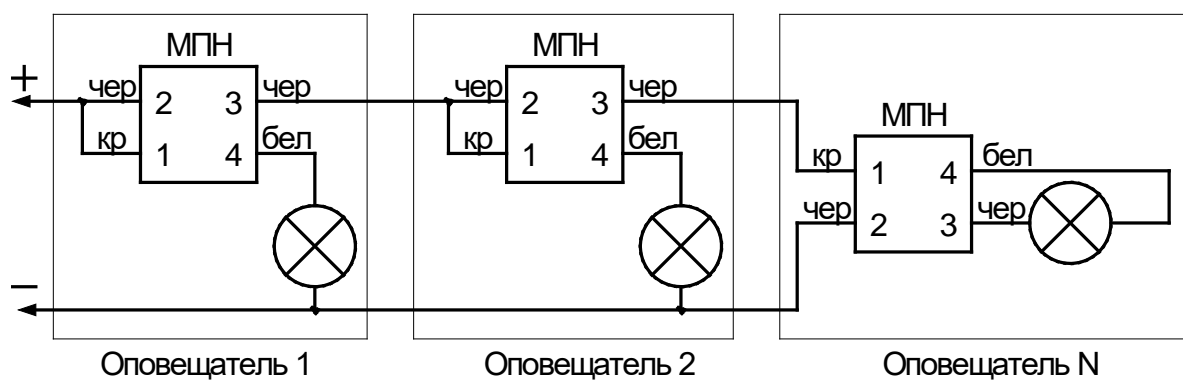 МПН
+
чер 2 3 чер
кр 1 4 бел
–
Оповещатель 1
МПН
чер 2 3 чер
кр 1 4 бел
Оповещатель 2
МПН
кр 1 4 бел
чер 2 3 чер
Оповещатель N